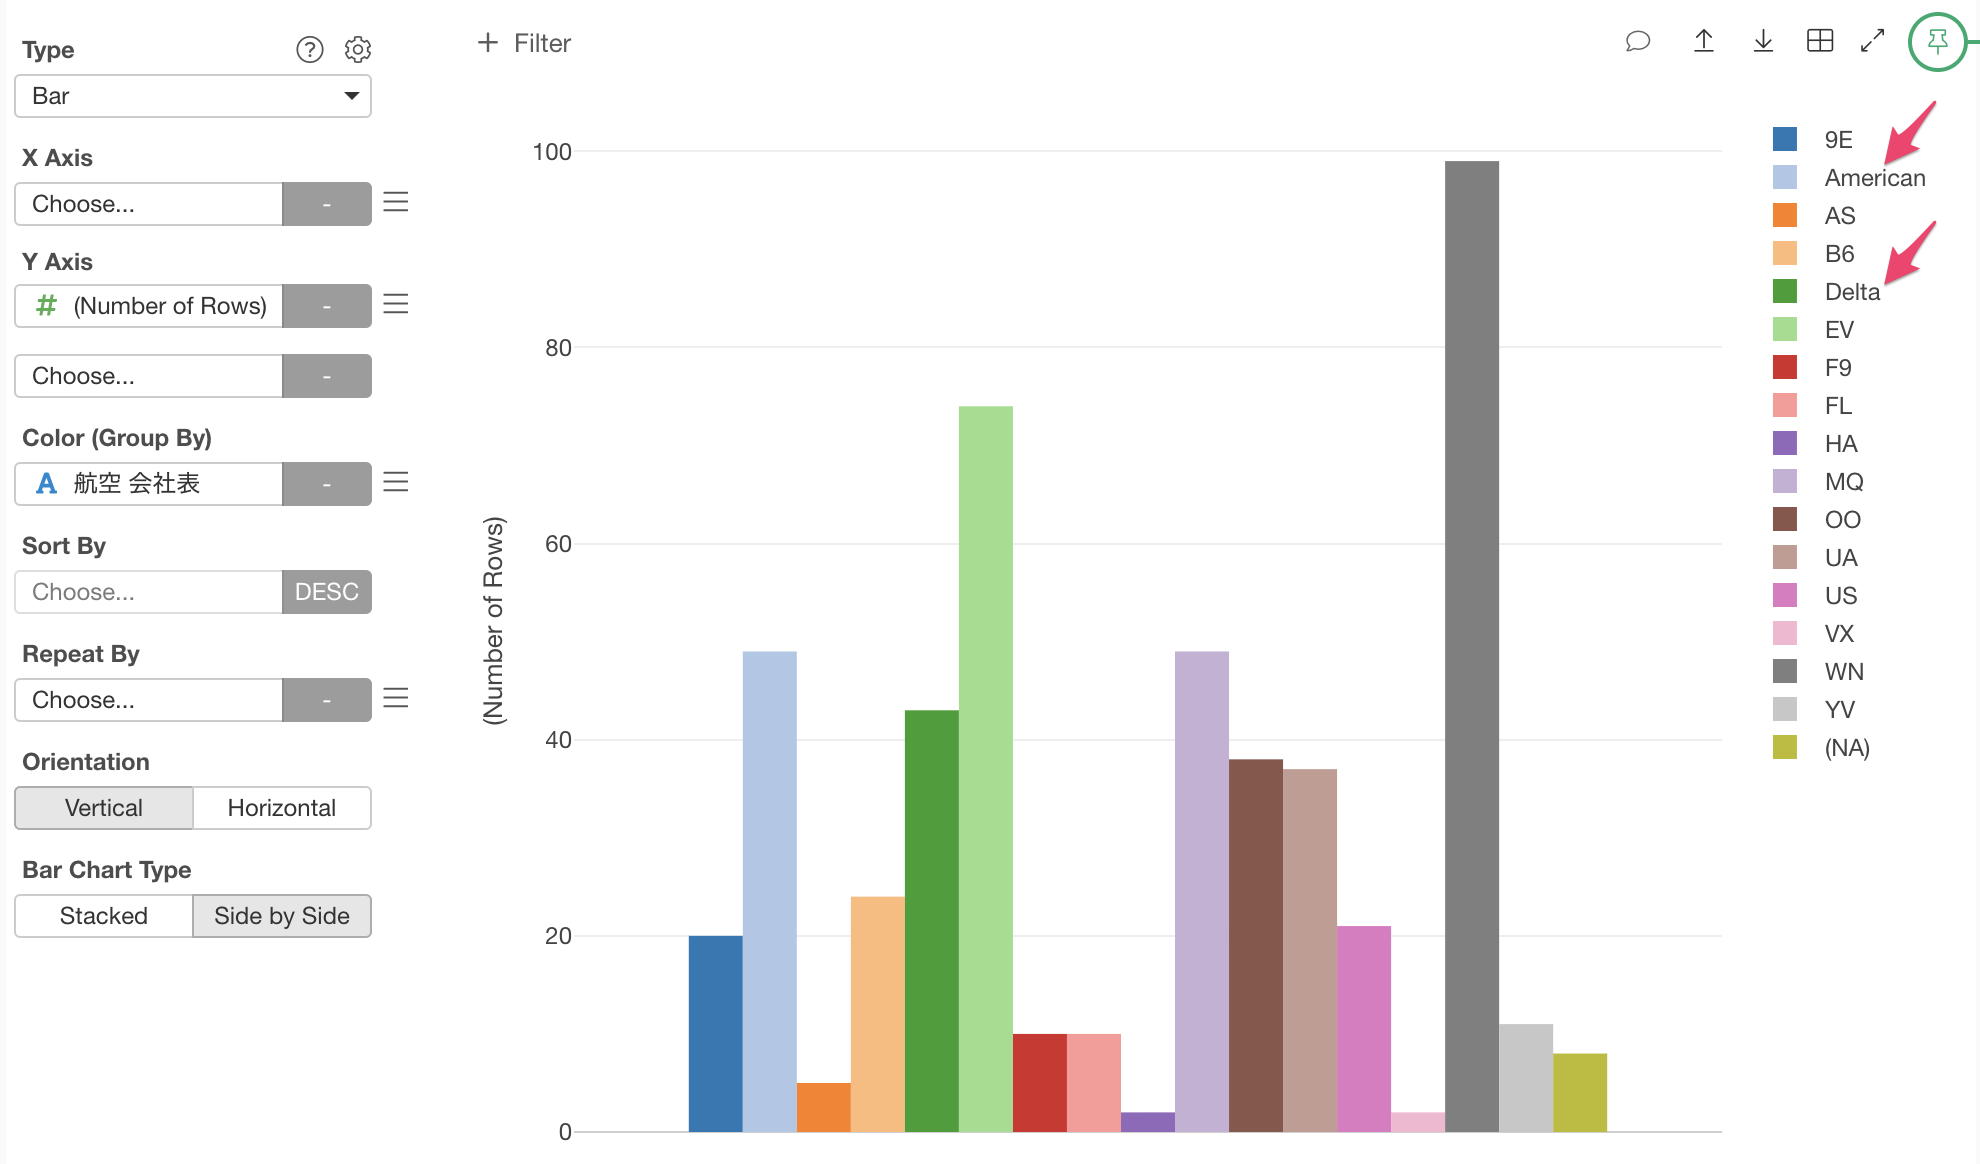 Type
Bar
X Axis
Choose...
-
Y Axis
# (Number of Rows)
-
Choose...
-
Color (Group By)
A 航空 会社表
-
Sort By
Choose...
DESC
Repeat By
Choose...
-
Orientation
Vertical
Horizontal
Bar Chart Type
Stacked
Side by Side
+ Filter
(Number of Rows)
100
80
60
40
20
0
9E
American
AS
B6
Delta
EV
F9
FL
HA
MQ
OO
UA
US
VX
WN
YV
(NA)